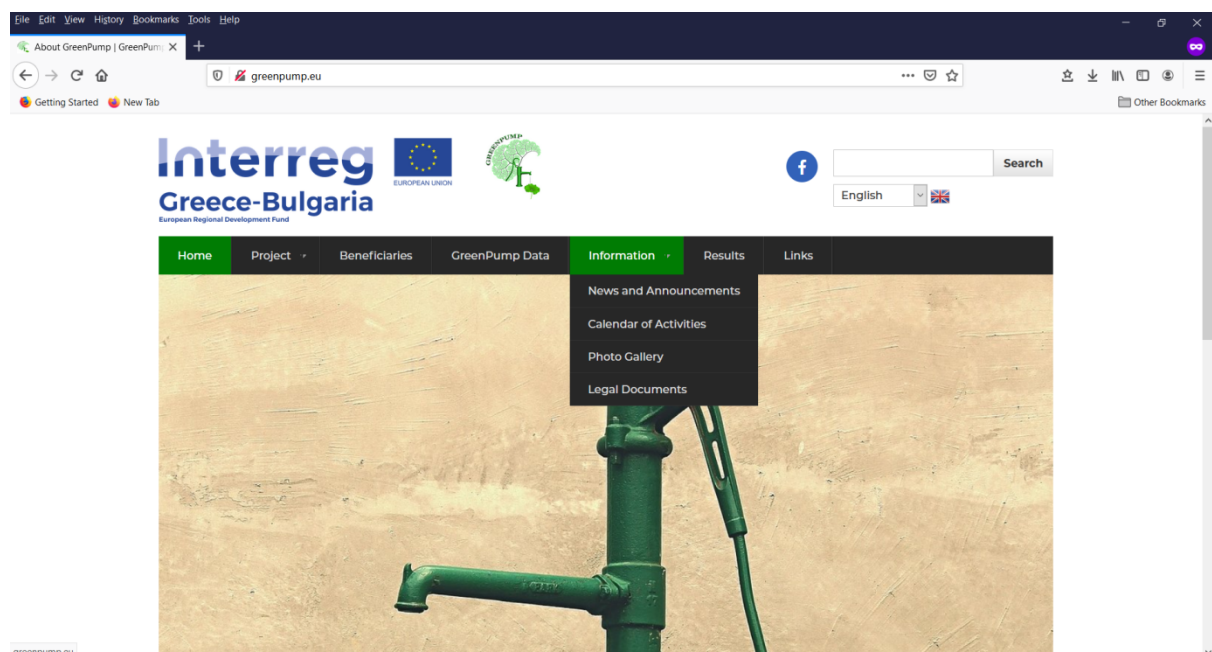 File Edit View History Bookmarks Tools Help
About GreenPump | GreenPum
greenpump.eu
Getting Started New Tab Other Bookmarks
GREENPUMP
Interreg
EUROPEAN UNION
Greece-Bulgaria
European Regional Development Fund
Search
English
Home Project Beneficiaries GreenPump Data Information Results Links
News and Announcements
Calendar of Activities
Photo Gallery
Legal Documents